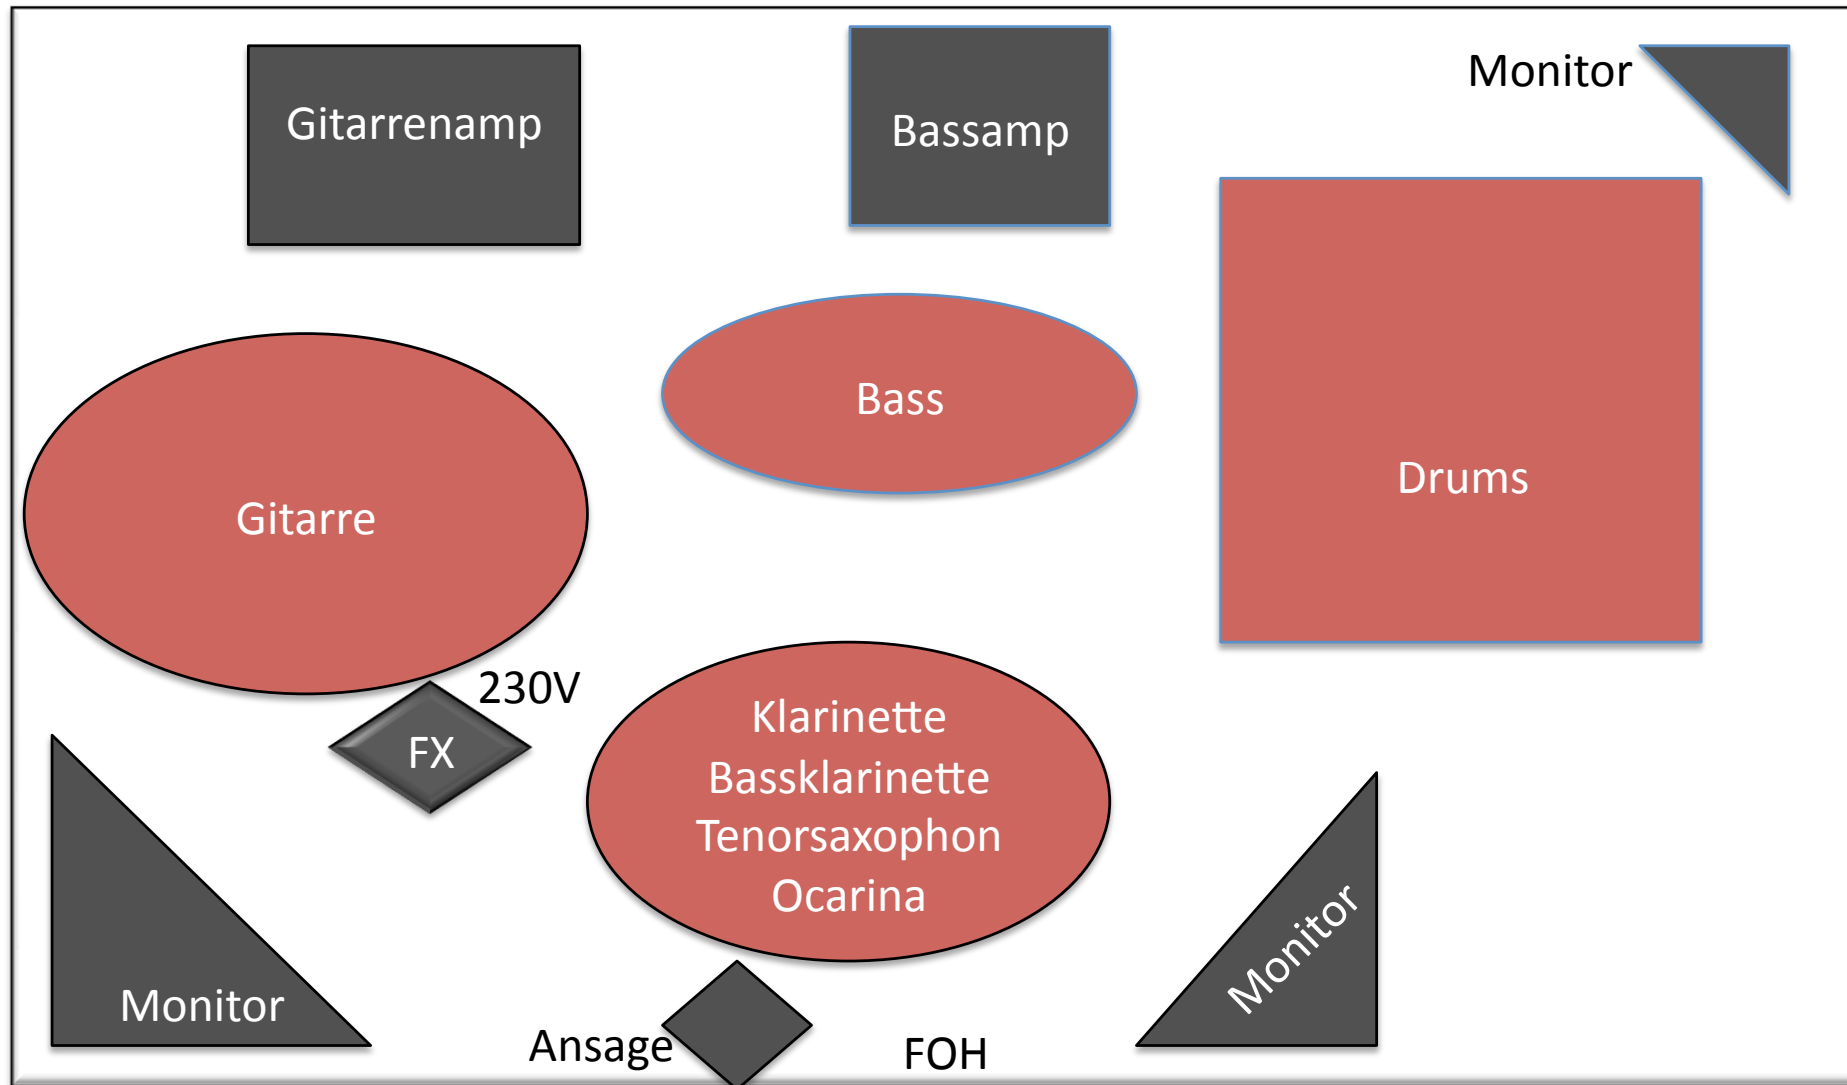 Gitarrenamp
Bassamp
Monitor
Bass
Drums
Gitarre
230V
FX
Klarinette
Bassklarinette
Tenorsaxophon
Ocarina
Monitor
Monitor
Ansage
FOH